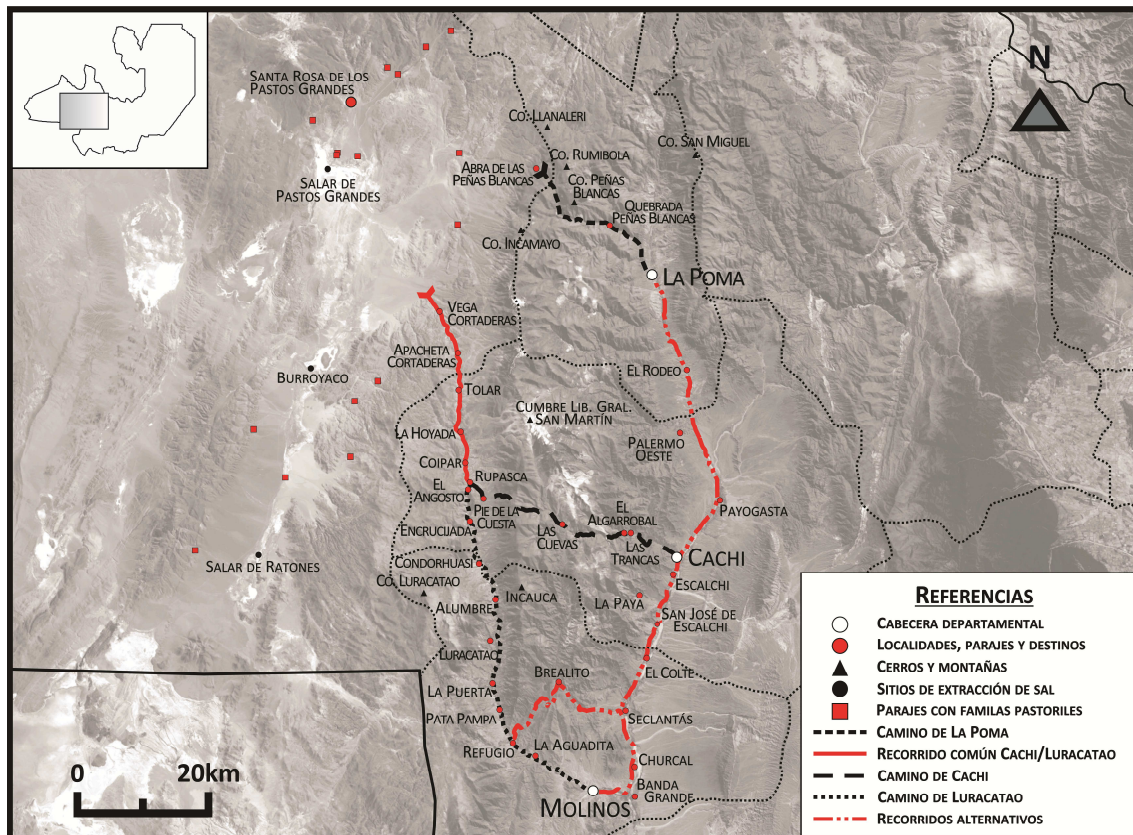 N
Santa Rosa de los
Pastos Grandes
Co. Llanaleri
Co. San Miguel
Co. Rumibola
Abra de las
Peñas Blancas
Co. Peñas
Blancas
Salar de
Pastos Grandes
Quebrada
Peñas Blancas
Co. Incamayo
La Poma
Vega
Cortaderas
Apacheta
Cortaderas
Burroyaco
El Rodeo
Tolar
Cumbre Lib. Gral.
San Martín
La Hoyada
Palermo
Oeste
Coipar
Rupasca
El
Angosto
Pie de la
Cuesta
Payogasta
El
Algarrobal
Encrucijada
Las
Cuevas
Las
Trancas
Cachi
Salar de Ratones
Condorhuasi
Co. Luracatao
Escalchi
Alumbre
Incauca
La Paya
San José de
Escalchi
Luracatao
Brealito
El Colte
La Puerta
Pata Pampa
Seclantás
Refugio
La Aguadita
Churcal
Banda
Grande
Molinos
0 20km
Referencias
Cabecera departamental
Localidades, parajes y destinos
Cerros y montañas
Sitios de extracción de sal
Parajes con familas pastoriles
Camino de La Poma
Recorrido común Cachi/Luracatao
Camino de Cachi
Camino de Luracatao
Recorridos alternativos